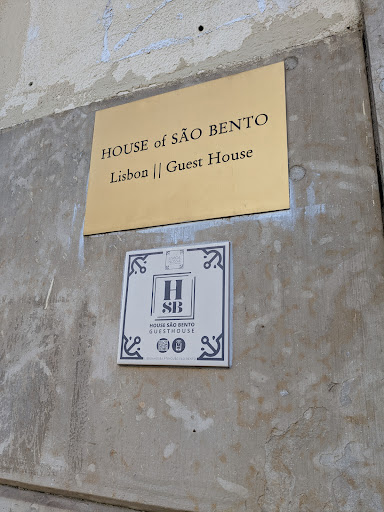 HOUSE of SÃO BENTO
Lisbon || Guest House
H
SB
HOUSE SÃO BENTO
GUESTHOUSE